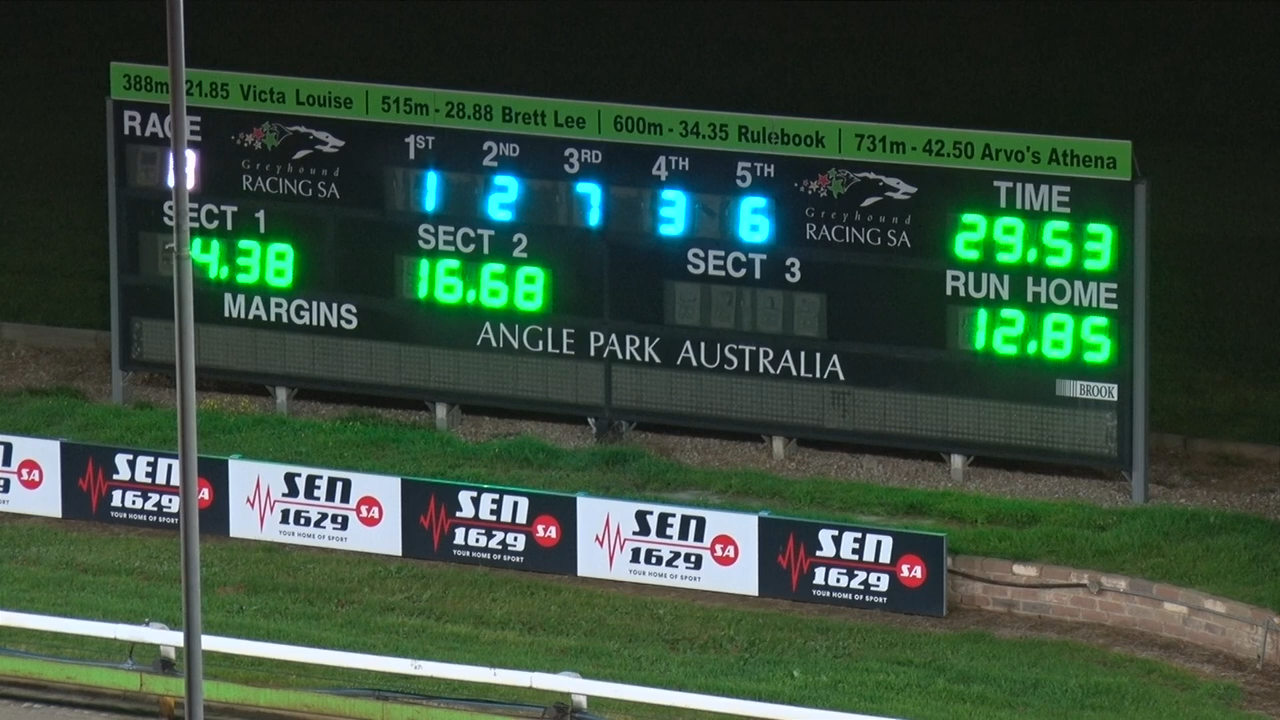 388m 21.85 Victa Louise | 515m - 28.88 Brett Lee | 600m - 34.35 Rulebook | 731m - 42.50 Arvo's Athena
RACE
Greyhound
RACING SA
1ST 2ND 3RD 4TH 5TH
1 2 7 3 6
Greyhound
RACING SA
TIME
29.53
SECT 1
4.38
SECT 2
16.68
SECT 3
RUN HOME
12.85
MARGINS
ANGLE PARK AUSTRALIA
BROOK
SEN
1629 SA
YOUR HOME OF SPORT
SEN
1629 SA
YOUR HOME OF SPORT
SEN
1629 SA
YOUR HOME OF SPORT
SEN
1629 SA
YOUR HOME OF SPORT
SEN
1629 SA
YOUR HOME OF SPORT